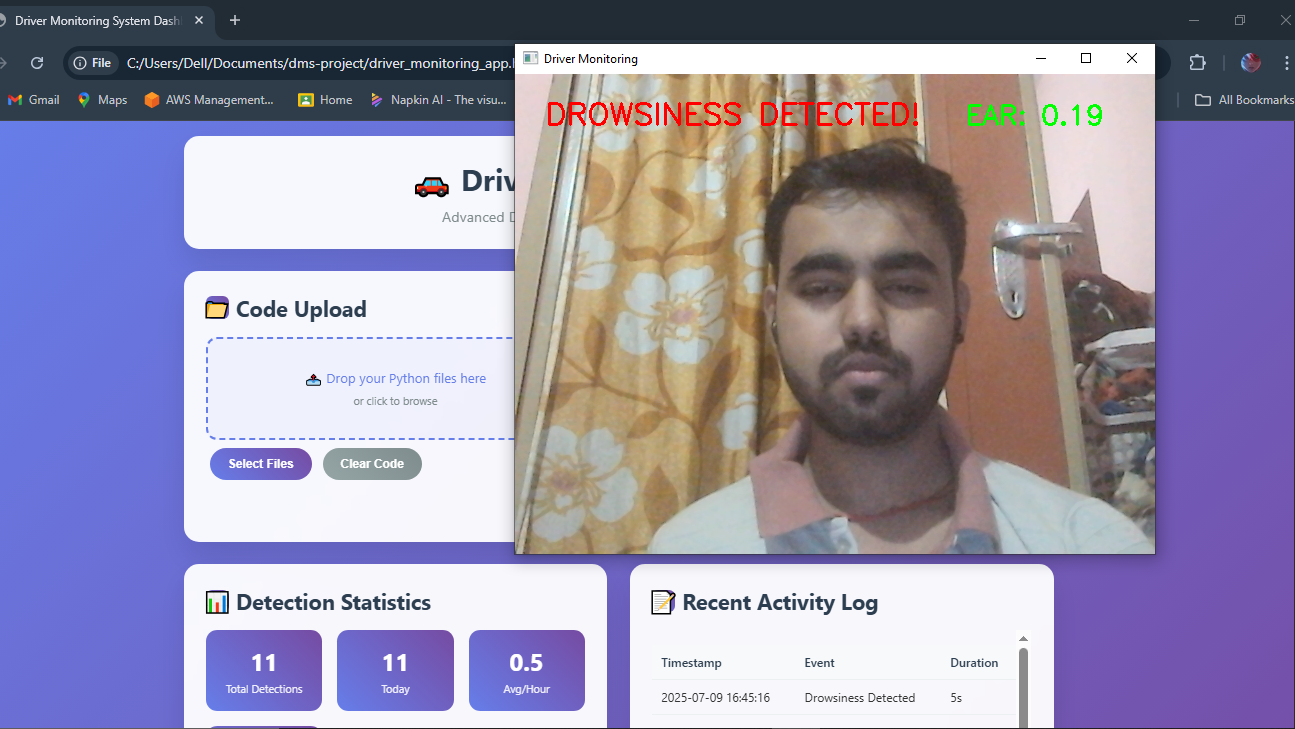 Driver Monitoring System Dash
File
C:/Users/Dell/Documents/dms-project/driver_monitoring_app.
Gmail
Maps
AWS Management...
Home
Napkin AI - The visu...
All Bookmarks
Driver Monitoring
DROWSINESS DETECTED!
EAR: 0.19
Driv
Advanced D
Code Upload
Drop your Python files here
or click to browse
Select Files
Clear Code
Detection Statistics
11
Total Detections
11
Today
0.5
Avg/Hour
Recent Activity Log
Timestamp Event Duration
2025-07-09 16:45:16 Drowsiness Detected 5s